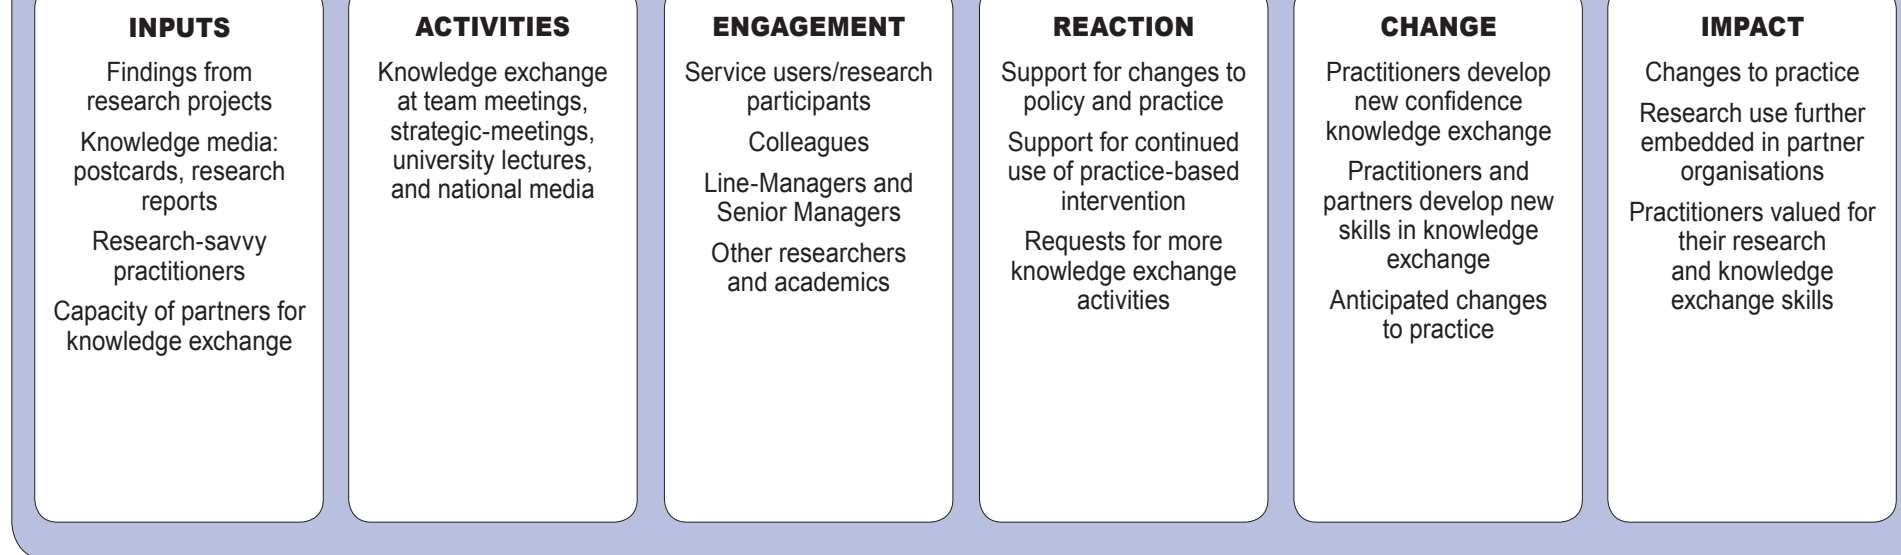 INPUTS
Findings from
research projects
Knowledge media:
postcards, research
reports
Research-savvy
practitioners
Capacity of partners for
knowledge exchange
ACTIVITIES
Knowledge exchange
at team meetings,
strategic-meetings,
university lectures,
and national media
ENGAGEMENT
Service users/research
participants
Colleagues
Line-Managers and
Senior Managers
Other researchers
and academics
REACTION
Support for changes to
policy and practice
Support for continued
use of practice-based
intervention
Requests for more
knowledge exchange
activities
CHANGE
Practitioners develop
new confidence
knowledge exchange
Practitioners and
partners develop new
skills in knowledge
exchange
Anticipated changes
to practice
IMPACT
Changes to practice
Research use further
embedded in partner
organisations
Practitioners valued for
their research
and knowledge
exchange skills